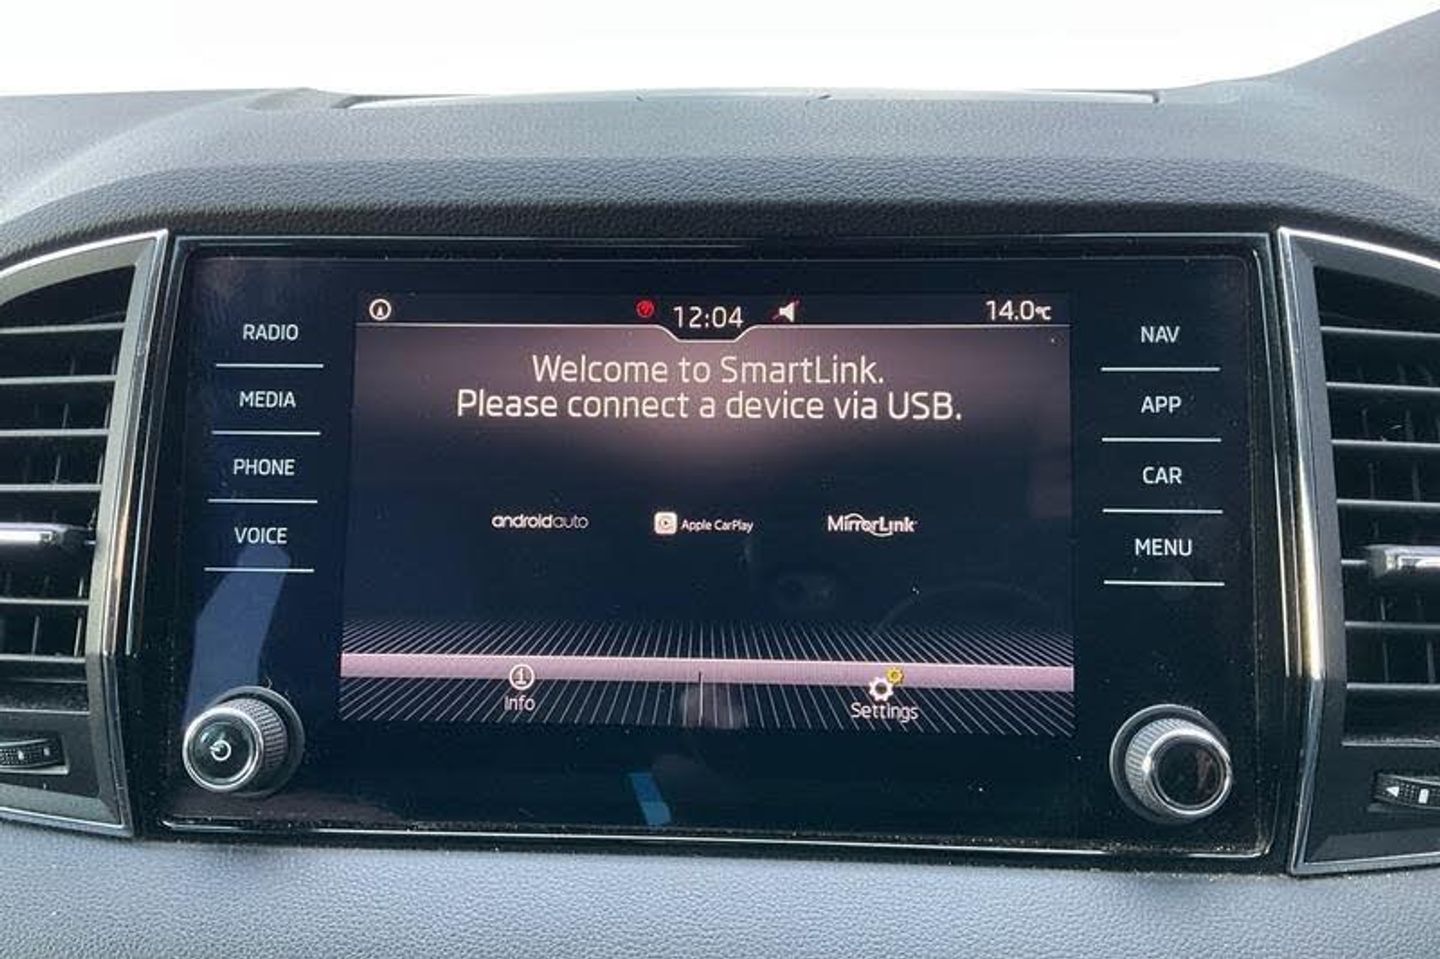 12:04
14.0°C
RADIO
MEDIA
PHONE
VOICE
Welcome to SmartLink.
Please connect a device via USB.
androidauto
Apple CarPlay
MirrorLink
Info
Settings
NAV
APP
CAR
MENU